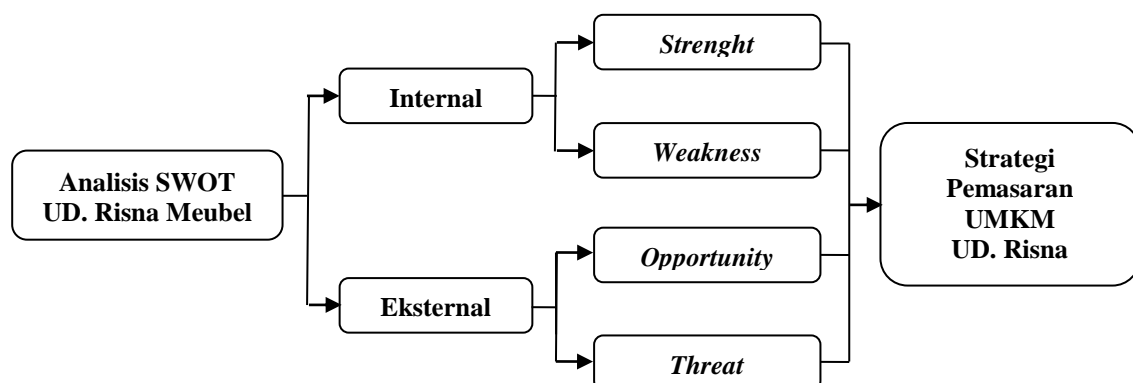 Analisis SWOT
UD. Risna Meubel
Internal
Eksternal
Strenght
Weakness
Opportunity
Threat
Strategi
Pemasaran
UMKM
UD. Risna